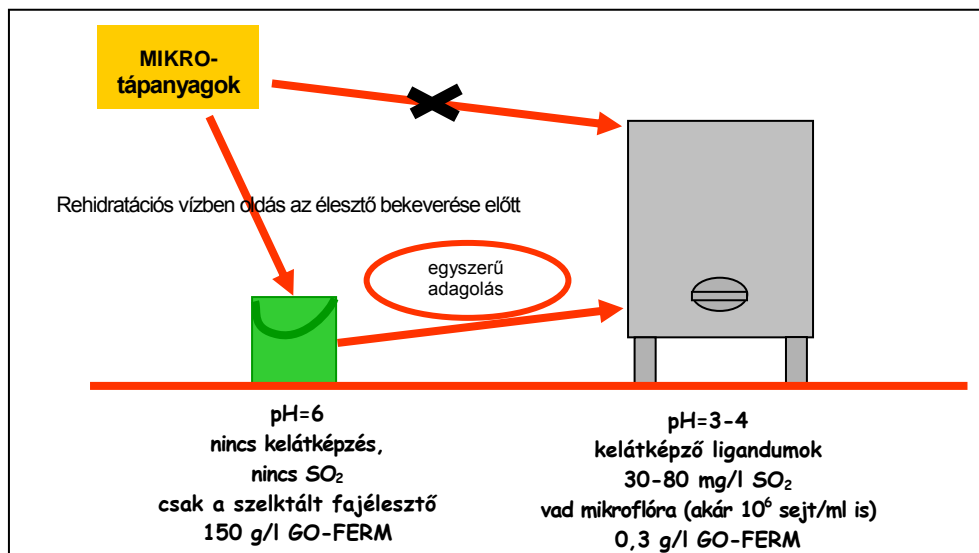 MIKRO-
tápanyagok
Rehidratációs vízben oldás az élesztő bekeverése előtt
egyszerű
adagolás
pH=6
nincs kelátképzés,
nincs SO₂
csak a szelktált fajélesztő
150 g/l GO-FERM
pH=3-4
kelátképző ligandumok
30-80 mg/l SO₂
vad mikroflóra (akár 10⁶ sejt/ml is)
0,3 g/l GO-FERM